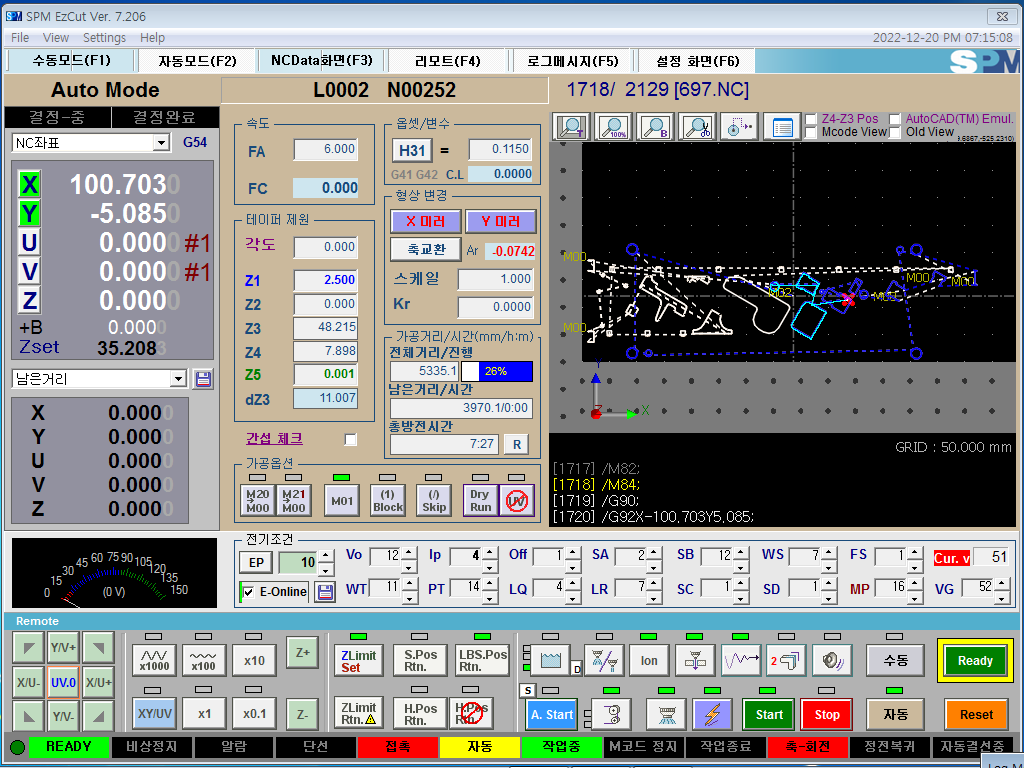 SPM EzCut Ver. 7.206
File View Settings Help
2022-12-20 PM 07:15:08
수동모드(F1)
자동모드(F2)
NCData화면(F3)
리모트(F4)
로그메시지(F5)
설정 화면(F6)
SPM
Auto Mode
L0002 N00252
1718/ 2129 [697.NC]
결정-중
결정완료
NC좌표
G54
X 100.7030
Y -5.0850
U 0.0000 #1
V 0.0000 #1
Z 0.0000
+B 0.0000
Zset 35.2083
남은거리
X 0.0000
Y 0.0000
U 0.0000
V 0.0000
Z 0.0000
속도
FA 6.000
FC 0.000
테이퍼 제원
각도 0.000
Z1 2.500
Z2 0.000
Z3 48.215
Z4 7.898
Z5 0.001
dZ3 11.007
간섭 체크
옵셋/변수
H31 = 0.1150
G41 G42 C.L 0.0000
형상 변경
X 미러
Y 미러
축교환
Ar -0.0742
스케일 1.000
Kr 0.0000
가공거리/시간(mm/h:m)
전체거리/진행
5335.1 26%
남은거리/시간
3970.1/0:00
총방전시간
7:27 R
가공옵션
M20 M00
M21 M00
M01
(1) Block
(/) Skip
Dry Run
UV
T
100%
B
Z4-Z3 Pos
AutoCAD(TM) Emul.
Mcode View
Old View
M00
M00
M82
M05
M00
M00
X
GRID : 50.000 mm
[1717] /M82;
[1718] /M84;
[1719] /G90;
[1720] /G92X-100,703Y5,085;
0 15 30 45 60 75 90 105 120 135 150
(0 V)
전기조건
EP 10
E-Online
Vo 12
Ip 4
Off 1
SA 2
SB 12
WS 7
FS 1
Cur. v 51
WT 11
PT 14
LQ 4
LR 7
SC 1
SD 1
MP 16
VG 52
Remote
Y/V+
X/U-
UV.0
X/U+
Y/V-
x1000
x100
x10
Z+
XY/UV
x1
x0.1
Z-
ZLimit Set
S.Pos Rtn.
LBS.Pos Rtn.
ZLimit Rtn.
H.Pos Rtn.
H.Pos Rtn.
D
Ion
2
수동
Ready
S
A. Start
Start
Stop
자동
Reset
READY
비상정지
알람
단선
접촉
자동
작업중
M코드 정지
작업종료
축-회전
정전복귀
자동결선중